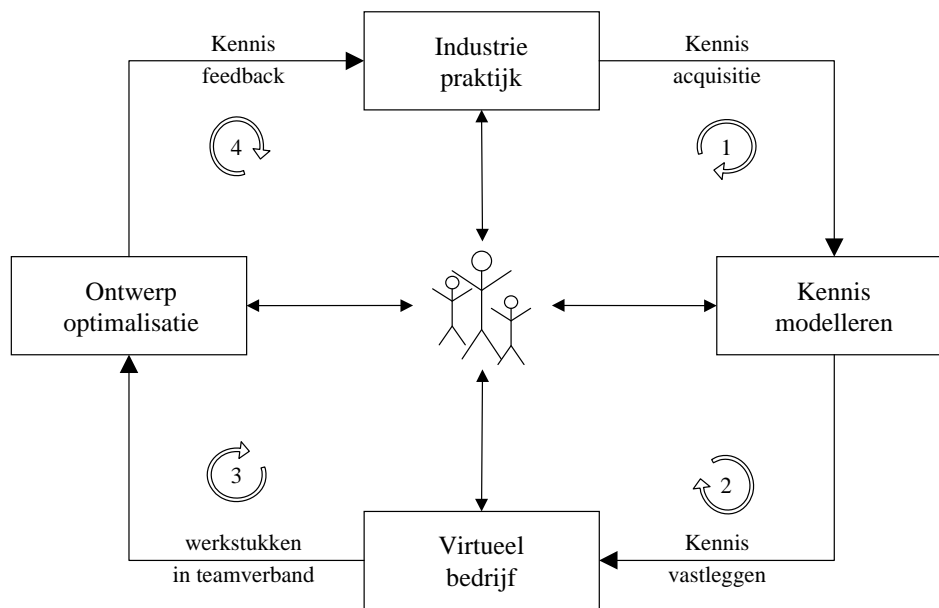 Kennis
feedback
Industrie
praktijk
Kennis
acquisitie
4
1
Ontwerp
optimalisatie
Kennis
modelleren
3
2
werkstukken
in teamverband
Virtueel
bedrijf
Kennis
vastleggen